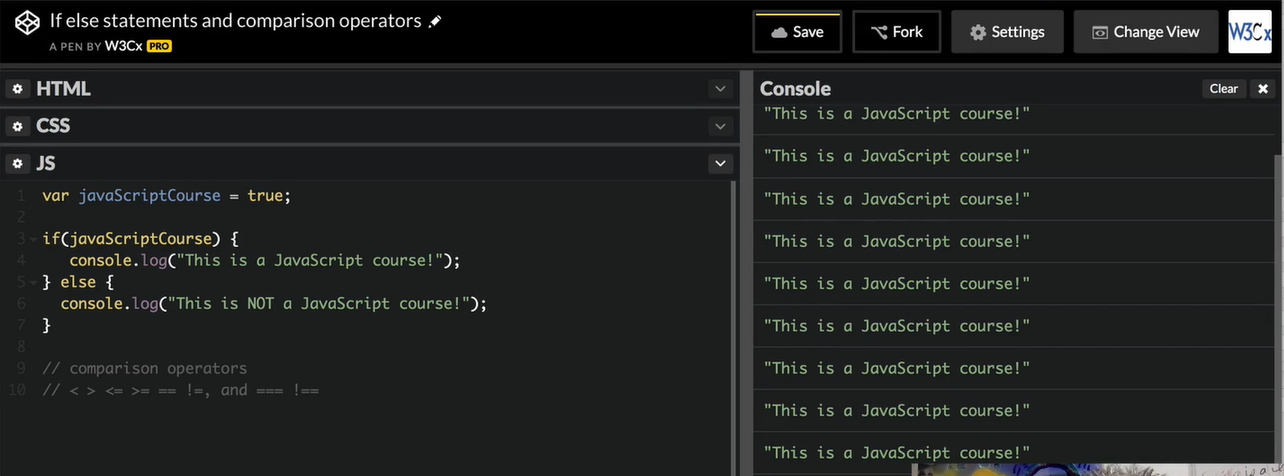 If else statements and comparison operators
A PEN BY W3Cx PRO
Save
Fork
Settings
Change View
W3Cx
HTML
CSS
JS
1 var javaScriptCourse = true;
2
3 if(javaScriptCourse) {
4 console.log("This is a JavaScript course!");
5 } else {
6 console.log("This is NOT a JavaScript course!");
7 }
8
9 // comparison operators
10 // < > <= >= == !=, and === !==
Console
Clear
"This is a JavaScript course!"
"This is a JavaScript course!"
"This is a JavaScript course!"
"This is a JavaScript course!"
"This is a JavaScript course!"
"This is a JavaScript course!"
"This is a JavaScript course!"
"This is a JavaScript course!"
"This is a JavaScript course!"